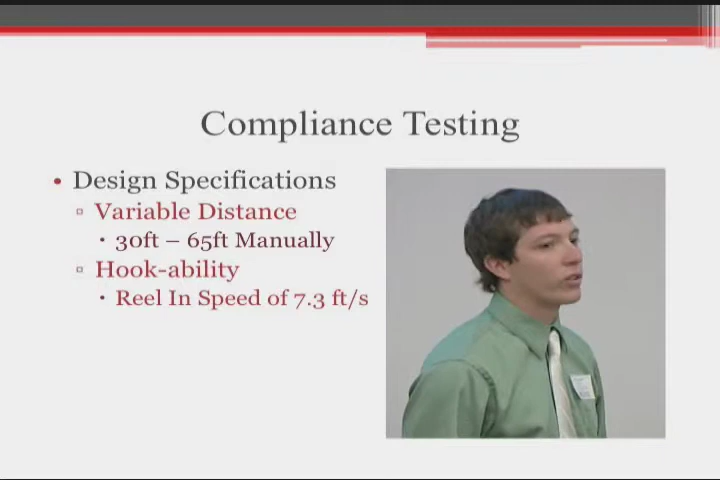 Compliance Testing
• Design Specifications
▫ Variable Distance
• 30ft – 65ft Manually
▫ Hook-ability
• Reel In Speed of 7.3 ft/s